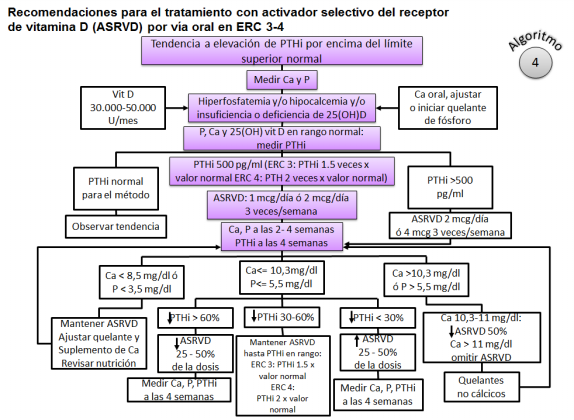 Recomendaciones para el tratamiento con activador selectivo del receptor
de vitamina D (ASRVD) por vía oral en ERC 3-4
Algoritmo
4
Tendencia a elevación de PTHi por encima del límite
superior normal
Medir Ca y P
Vit D
30.000-50.000
U/mes
Hiperfosfatemia y/o hipocalcemia y/o
insuficiencia o deficiencia de 25(OH)D
Ca oral, ajustar
o iniciar quelante
de fósforo
P, Ca y 25(OH) vit D en rango normal:
medir PTHi
PTHi normal
para el método
PTHi 500 pg/ml (ERC 3: PTHi 1.5 veces x
valor normal ERC 4: PTH 2 veces x valor normal)
PTHi >500
pg/ml
Observar tendencia
ASRVD: 1 mcg/día ó 2 mcg/día
3 veces/semana
ASRVD 2 mcg/día
ó 4 mcg 3 veces/semana
Ca, P a las 2- 4 semanas
PTHi a las 4 semanas
Ca < 8,5 mg/dl ó
P < 3,5 mg/dl
Ca<= 10,3mg/dl
P<= 5,5 mg/dl
Ca >10,3 mg/dl
ó P > 5,5 mg/dl
Mantener ASRVD
Ajustar quelante y
Suplemento de Ca
Revisar nutrición
↓PTHi > 60%
↓PTHi 30-60%
↓PTHi < 30%
Ca 10,3-11 mg/dl:
↓ASRVD 50%
Ca > 11 mg/dl
omitir ASRVD
↓ ASRVD
25 - 50%
de la dosis
Mantener ASRVD
hasta PTHi en rango:
ERC 3: PTHI 1.5 x
valor normal
ERC 4:
PTHi 2 x valor
normal
↑ ASRVD
25 - 50%
de la dosis
Medir Ca, P, PTHi
a las 4 semanas
Medir Ca, P, PTHi
a las 4 semanas
Quelantes
no cálcicos